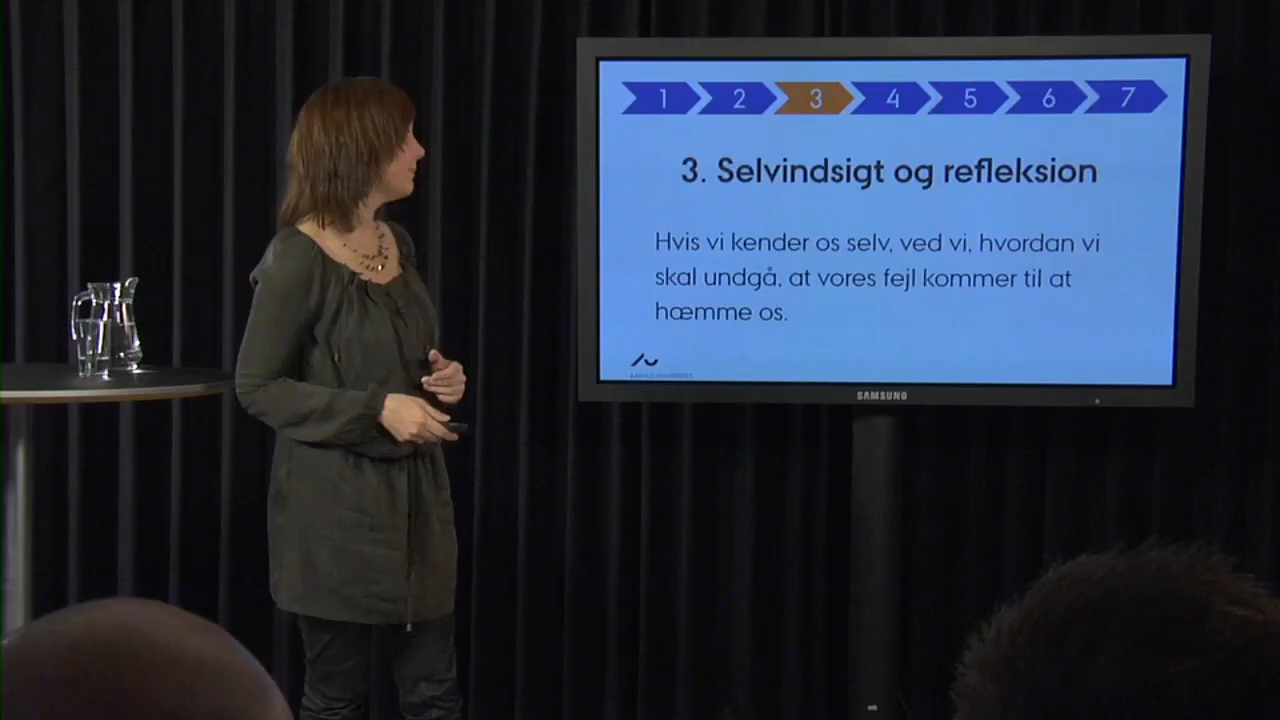 1 2 3 4 5 6 7
3. Selvindsigt og refleksion
Hvis vi kender os selv, ved vi, hvordan vi
skal undgå, at vores fejl kommer til at
hæmme os.
SAMSUNG